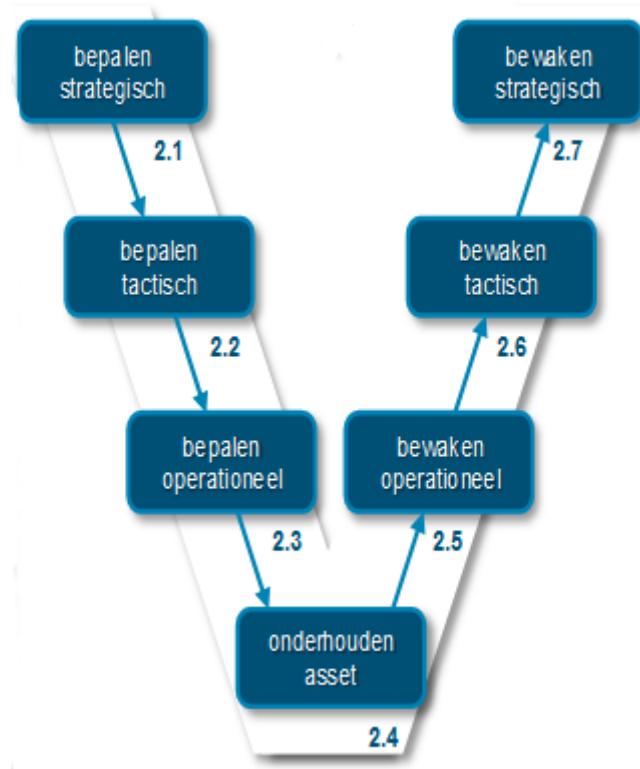 bepalen
strategisch
bewaken
strategisch
2.1
2.7
bepalen
tactisch
bewaken
tactisch
2.2
2.6
bepalen
operationeel
bewaken
operationeel
2.3
2.5
onderhouden
asset
2.4